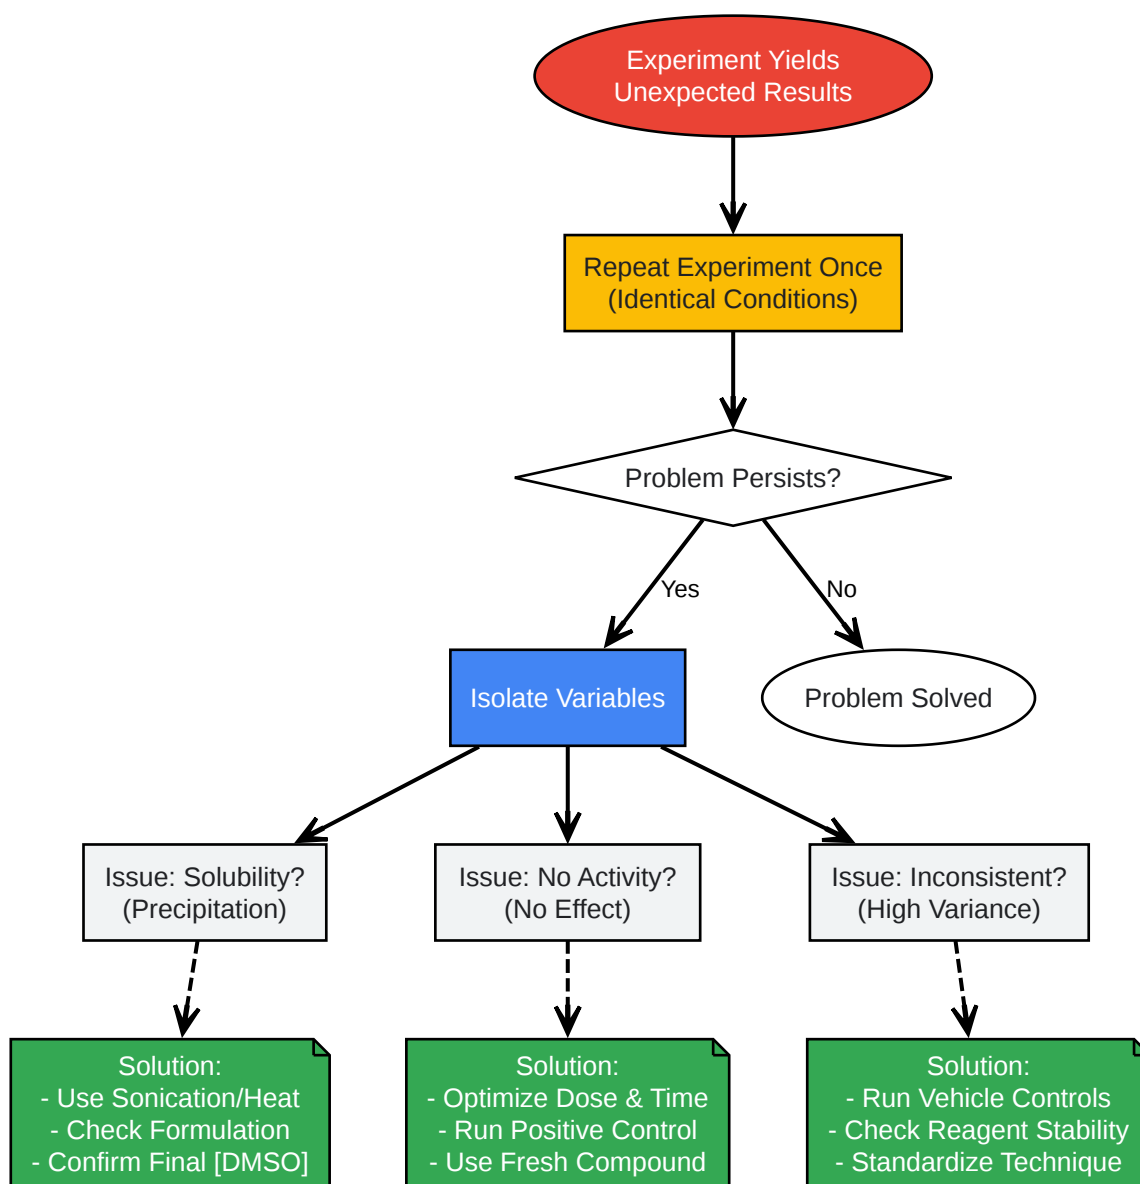 Experiment Yields
Unexpected Results
Repeat Experiment Once
(Identical Conditions)
Problem Persists?
Yes
No
Isolate Variables
Problem Solved
Issue: Solubility?
(Precipitation)
Issue: No Activity?
(No Effect)
Issue: Inconsistent?
(High Variance)
Solution:
- Use Sonication/Heat
- Check Formulation
- Confirm Final [DMSO]
Solution:
- Optimize Dose & Time
- Run Positive Control
- Use Fresh Compound
Solution:
- Run Vehicle Controls
- Check Reagent Stability
- Standardize Technique